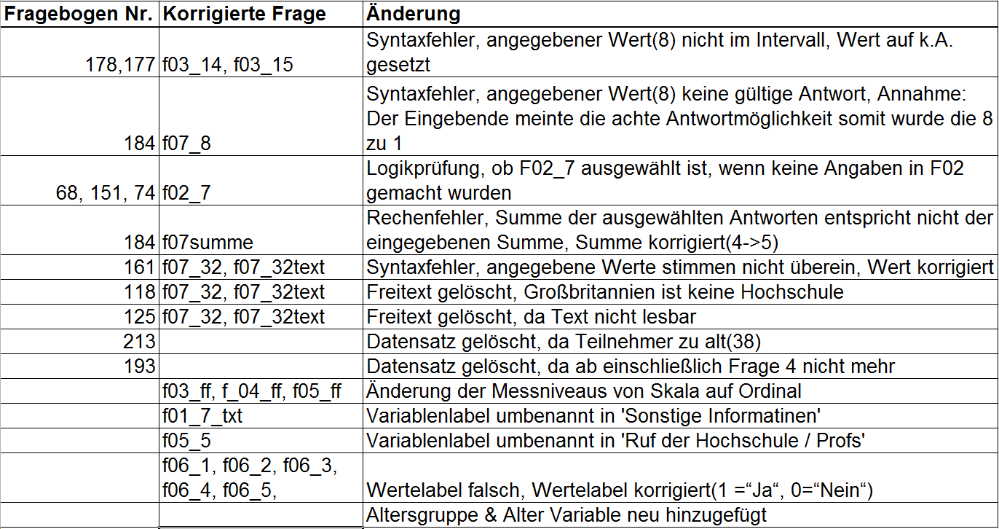 Fragebogen Nr. Korrigierte Frage Änderung
Syntaxfehler, angegebener Wert(8) nicht im Intervall, Wert auf k.A.
178,177 f03_14, f03_15 gesetzt
Syntaxfehler, angegebener Wert(8) keine gültige Antwort, Annahme:
Der Eingebende meinte die achte Antwortmöglichkeit somit wurde die 8
184 f07_8 zu 1
Logikprüfung, ob F02_7 ausgewählt ist, wenn keine Angaben in F02
68, 151, 74 f02_7 gemacht wurden
Rechenfehler, Summe der ausgewählten Antworten entspricht nicht der
184 f07summe eingegebenen Summe, Summe korrigiert(4->5)
161 f07_32, f07_32text Syntaxfehler, angegebene Werte stimmen nicht überein, Wert korrigiert
118 f07_32, f07_32text Freitext gelöscht, Großbritannien ist keine Hochschule
125 f07_32, f07_32text Freitext gelöscht, da Text nicht lesbar
213 Datensatz gelöscht, da Teilnehmer zu alt(38)
193 Datensatz gelöscht, da ab einschließlich Frage 4 nicht mehr
f03_ff, f_04_ff, f05_ff Änderung der Messniveaus von Skala auf Ordinal
f01_7_txt Variablenlabel umbenannt in 'Sonstige Informatinen'
f05_5 Variablenlabel umbenannt in 'Ruf der Hochschule / Profs'
f06_1, f06_2, f06_3,
f06_4, f06_5, Wertelabel falsch, Wertelabel korrigiert(1 =“Ja“, 0=“Nein“)
Altersgruppe & Alter Variable neu hinzugefügt